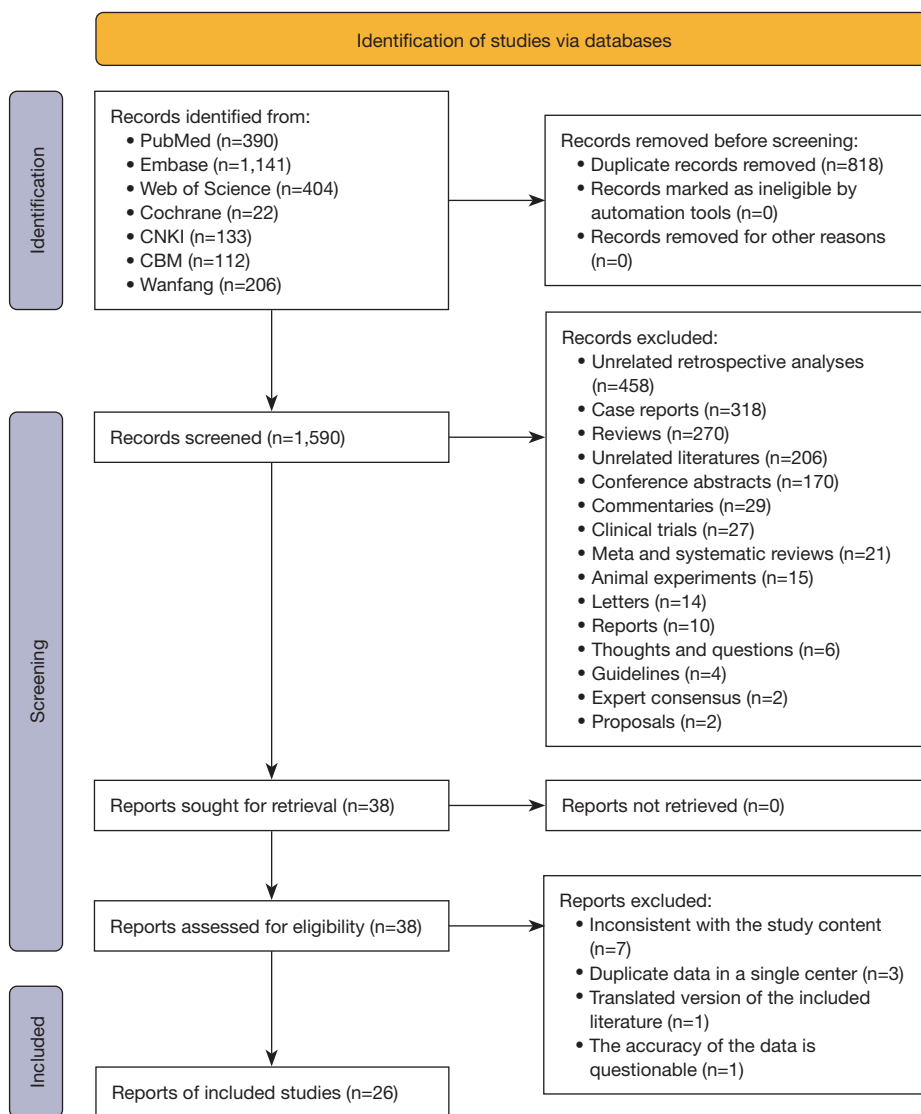 Identification of studies via databases
Identification
Records identified from:
• PubMed (n=390)
• Embase (n=1,141)
• Web of Science (n=404)
• Cochrane (n=22)
• CNKI (n=133)
• CBM (n=112)
• Wanfang (n=206)
Records removed before screening:
• Duplicate records removed (n=818)
• Records marked as ineligible by
automation tools (n=0)
• Records removed for other reasons
(n=0)
Screening
Records screened (n=1,590)
Records excluded:
• Unrelated retrospective analyses
(n=458)
• Case reports (n=318)
• Reviews (n=270)
• Unrelated literatures (n=206)
• Conference abstracts (n=170)
• Commentaries (n=29)
• Clinical trials (n=27)
• Meta and systematic reviews (n=21)
• Animal experiments (n=15)
• Letters (n=14)
• Reports (n=10)
• Thoughts and questions (n=6)
• Guidelines (n=4)
• Expert consensus (n=2)
• Proposals (n=2)
Reports sought for retrieval (n=38)
Reports not retrieved (n=0)
Reports assessed for eligibility (n=38)
Reports excluded:
• Inconsistent with the study content
(n=7)
• Duplicate data in a single center (n=3)
• Translated version of the included
literature (n=1)
• The accuracy of the data is
questionable (n=1)
Included
Reports of included studies (n=26)